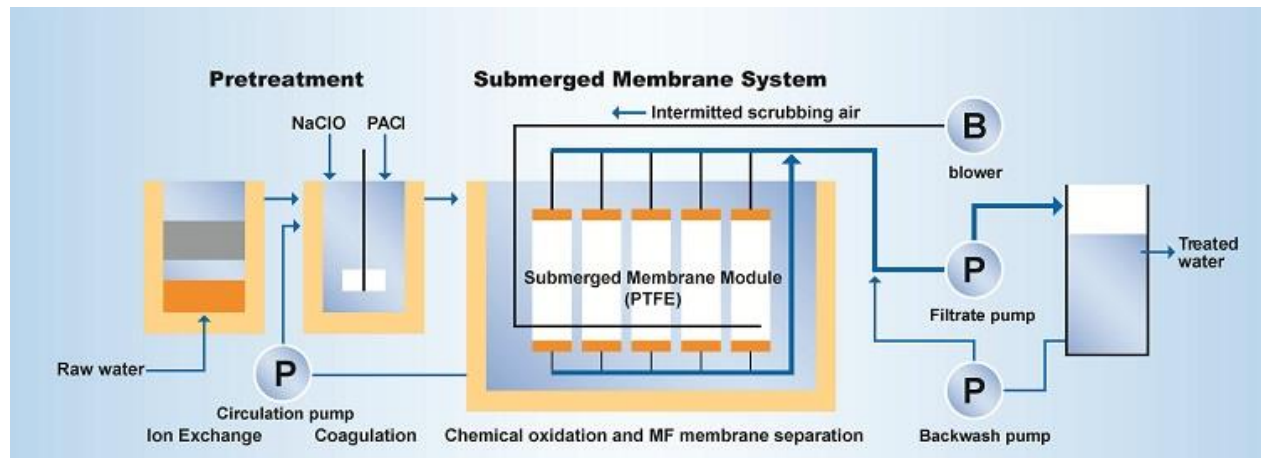 Pretreatment
Submerged Membrane System
NaClO
PACl
Intermitted scrubbing air
B
blower
Submerged Membrane Module
(PTFE)
Treated
water
P
Filtrate pump
Raw water
P
Circulation pump
P
Backwash pump
Ion Exchange
Coagulation
Chemical oxidation and MF membrane separation